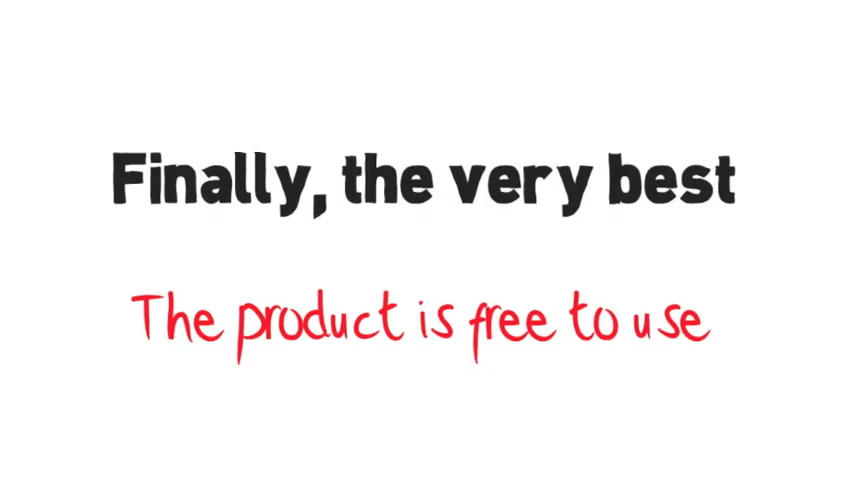 Finally, the very best
The product is free to use